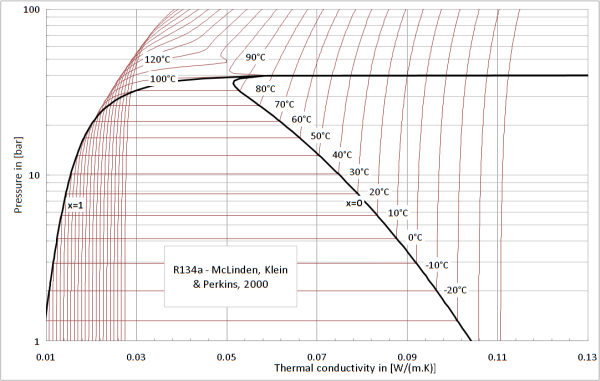 100
120°C
90°C
100°C
80°C
70°C
60°C
50°C
40°C
10
30°C
20°C
x=1
x=0
10°C
0°C
-10°C
-20°C
R134a - McLinden, Klein
& Perkins, 2000
Pressure in [bar]
1
0.01
0.03
0.05
0.07
0.09
0.11
0.13
Thermal conductivity in [W/(m.K)]